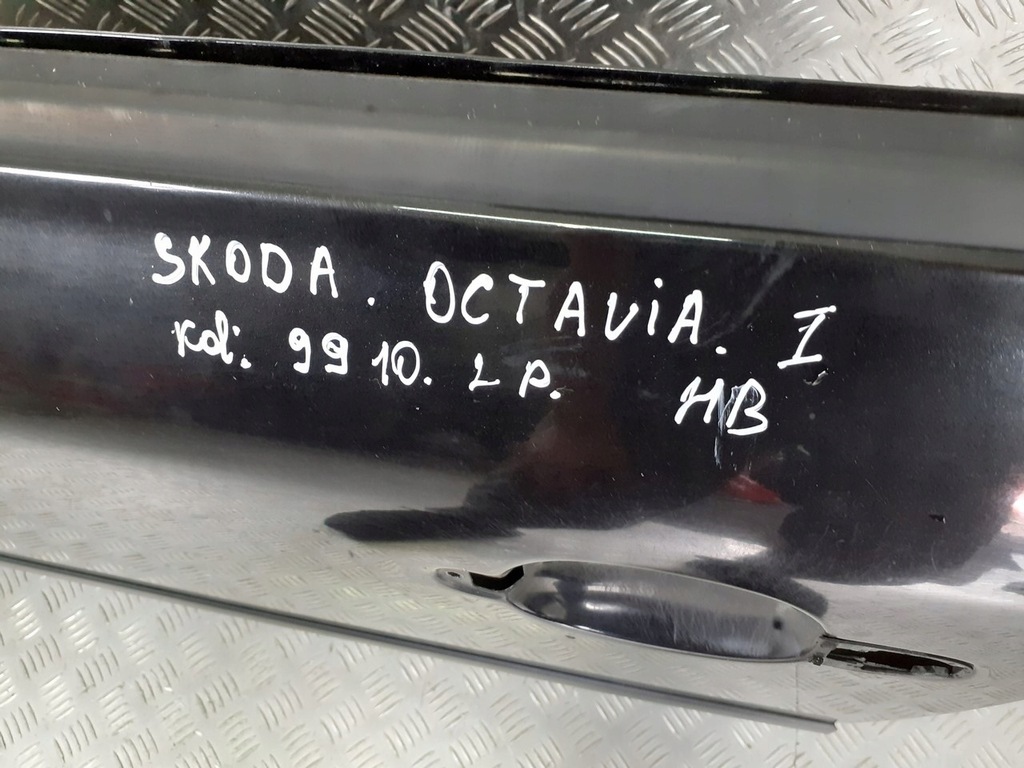 SKODA. OCTAVIA. I
Kol: 9910. LP. HB